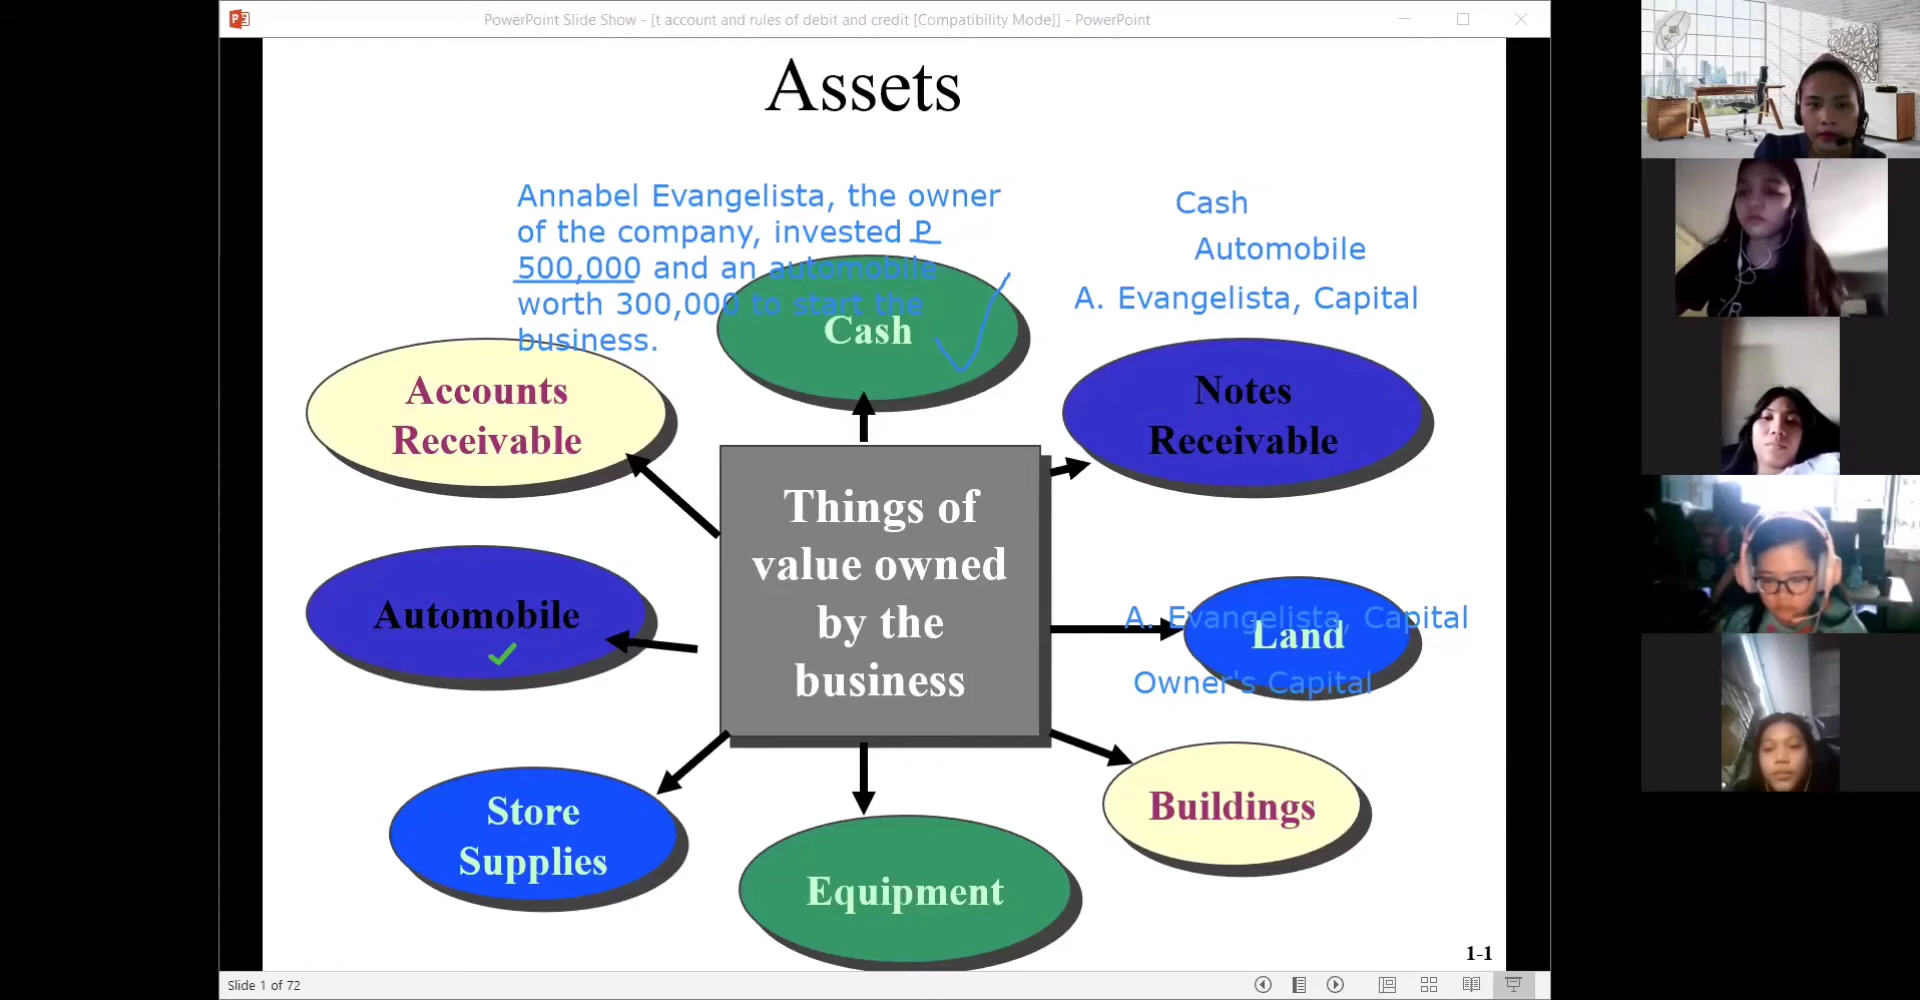 PowerPoint Slide Show - [t account and rules of debit and credit [Compatibility Mode]] - PowerPoint
Assets
Annabel Evangelista, the owner
of the company, invested P
500,000 and an automobile
worth 300,000 to start the
business.
Cash
Automobile
A. Evangelista, Capital
Cash
Accounts
Receivable
Notes
Receivable
Things of
value owned
by the
business
Automobile
A. Evangelista, Capital
Land
Owner's Capital
Store
Supplies
Equipment
Buildings
1-1
Slide 1 of 72